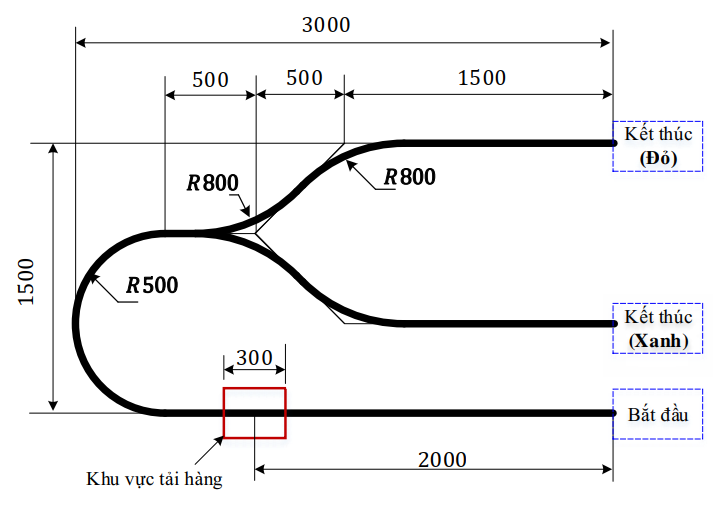 3000
500
500
1500
Kết thúc
(Đỏ)
R800
R800
1500
R500
Kết thúc
(Xanh)
300
Bắt đầu
2000
Khu vực tải hàng